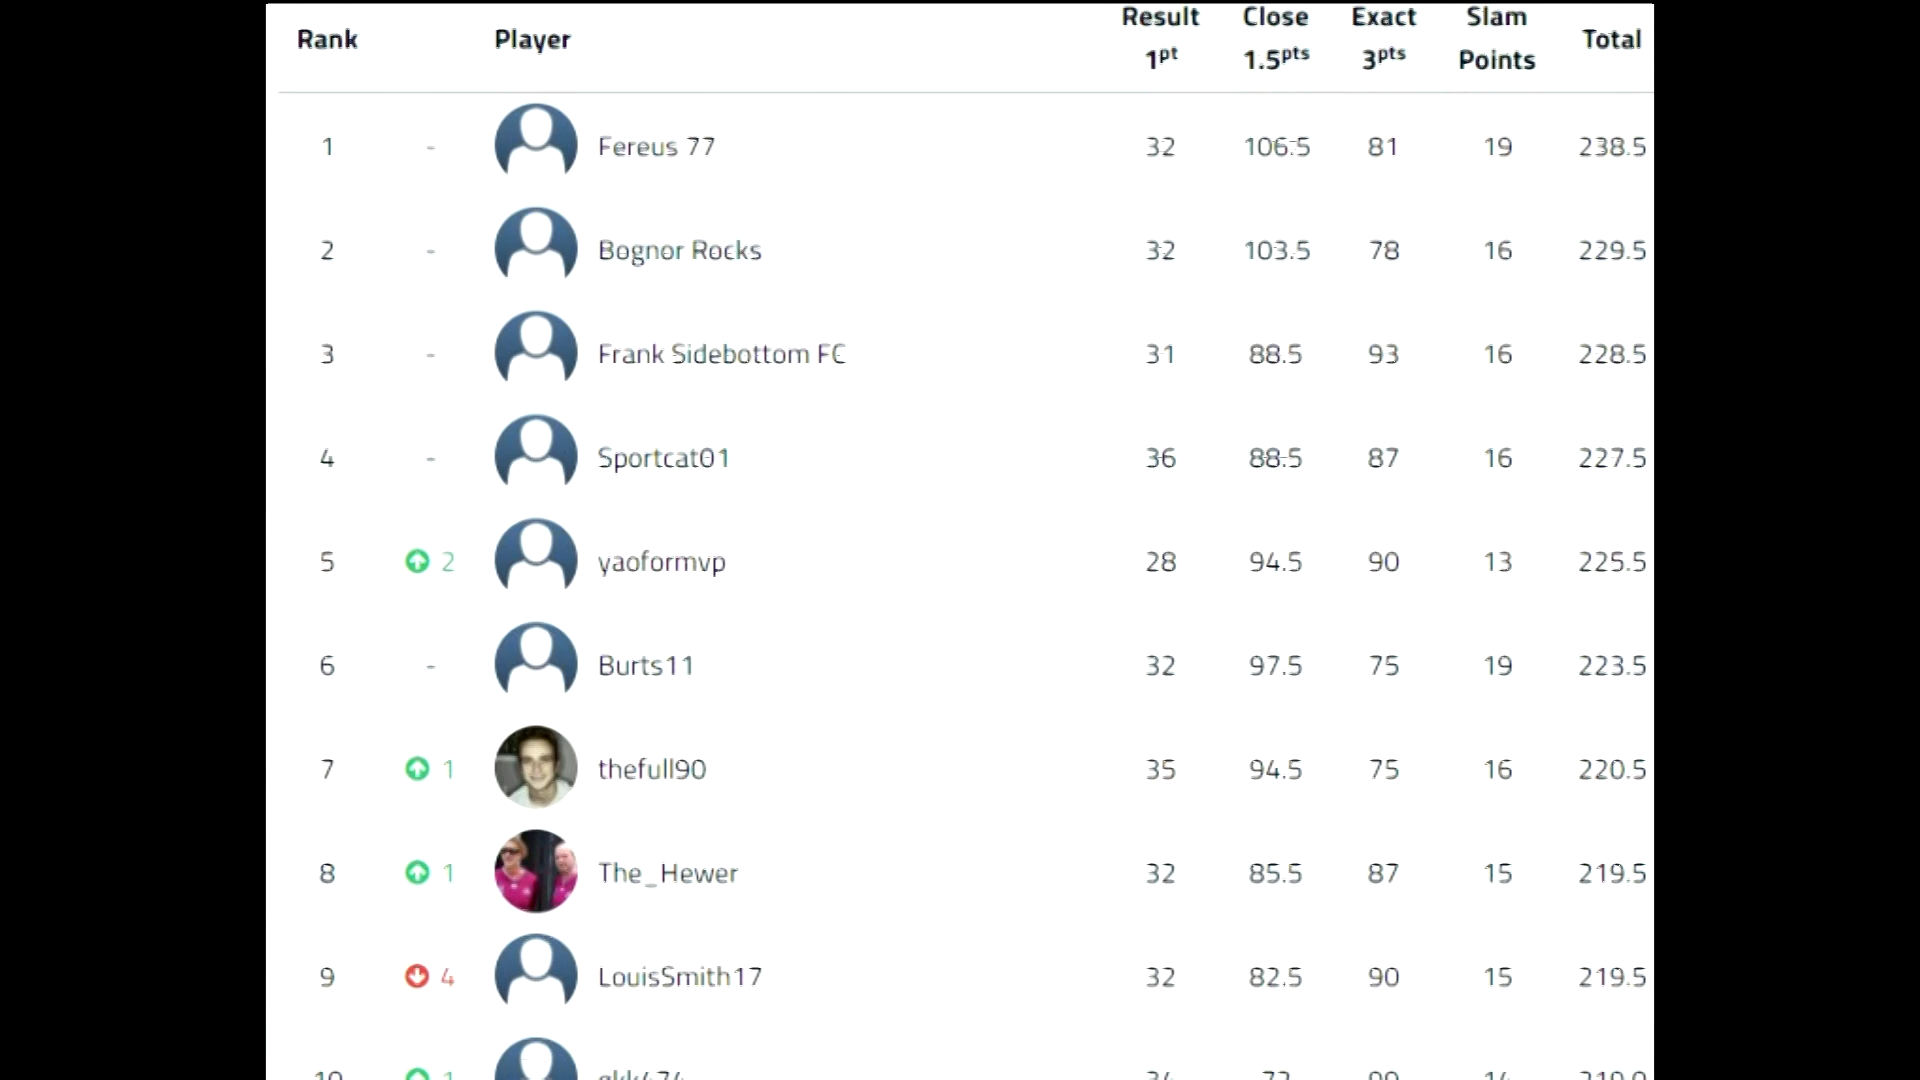 Rank Player Result 1pt Close 1.5pts Exact 3pts Slam Points Total
1 - Fereus 77 32 106.5 81 19 238.5
2 - Bognor Rocks 32 103.5 78 16 229.5
3 - Frank Sidebottom FC 31 88.5 93 16 228.5
4 - Sportcat01 36 88.5 87 16 227.5
5 2 yaoformvp 28 94.5 90 13 225.5
6 - Burts11 32 97.5 75 19 223.5
7 1 thefull90 35 94.5 75 16 220.5
8 1 The_Hewer 32 85.5 87 15 219.5
9 4 LouisSmith17 32 82.5 90 15 219.5
10 1